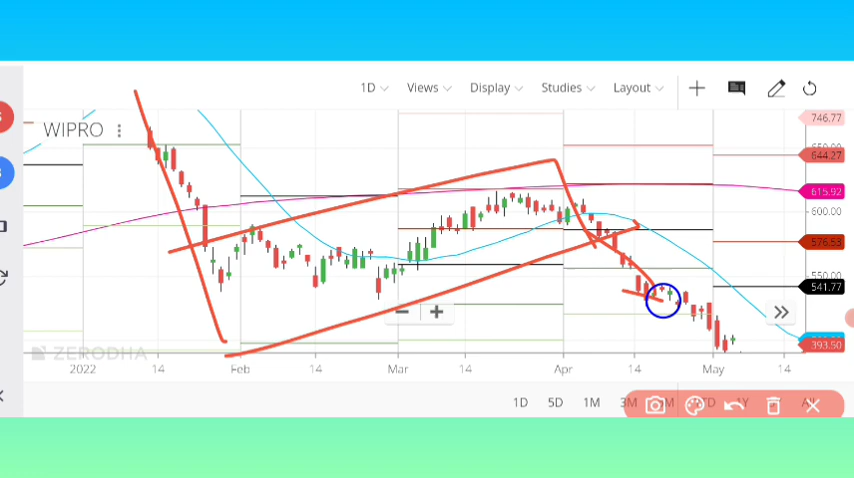 1D Views Display Studies Layout
746.77
WIPRO
644.27
615.92
600.00
576.53
550.00
541.77
393.50
ZERODHA
2022 14 Feb 14 Mar 14 Apr 14 May 14
1D 5D 1M 3M